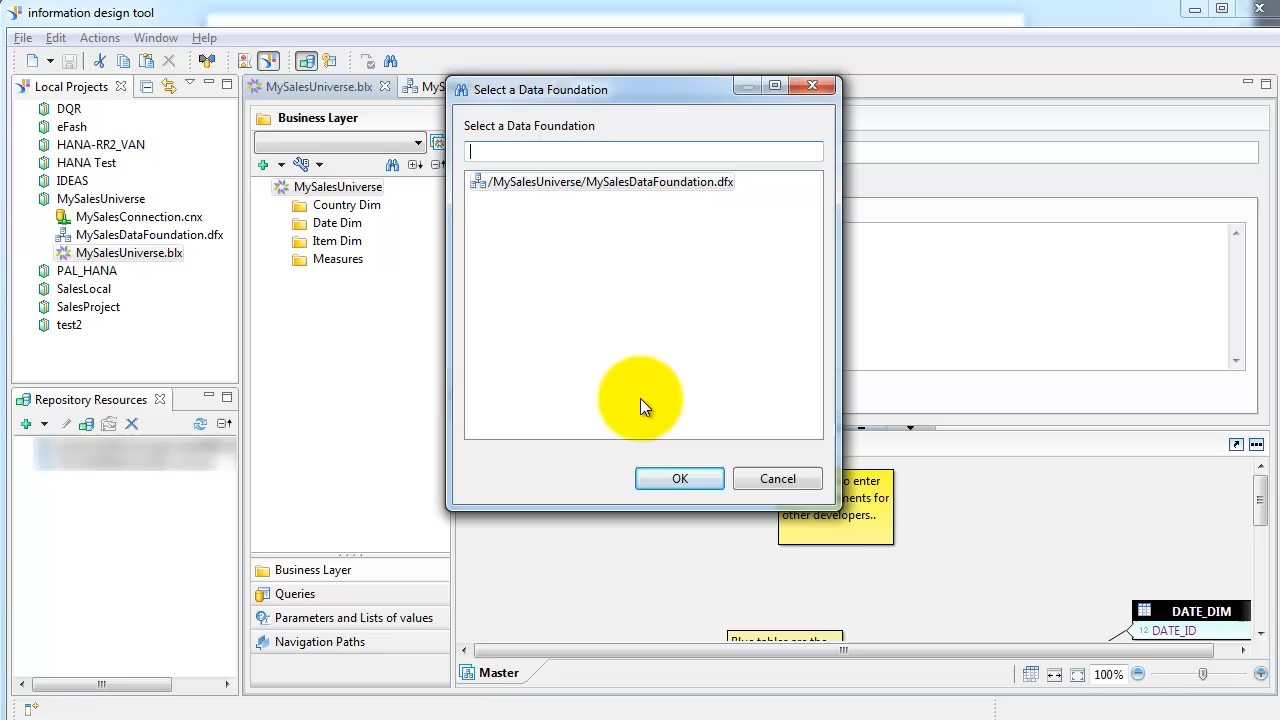 information design tool
File Edit Actions Window Help
Local Projects
DQR
eFash
HANA-RR2_VAN
HANA Test
IDEAS
MySalesUniverse
MySalesConnection.cnx
MySalesDataFoundation.dfx
MySalesUniverse.blx
PAL_HANA
SalesLocal
SalesProject
test2
Repository Resources
MySalesUniverse.blx
MyS
Business Layer
MySalesUniverse
Country Dim
Date Dim
Item Dim
Measures
Business Layer
Queries
Parameters and Lists of values
Navigation Paths
Select a Data Foundation
Select a Data Foundation
/MySalesUniverse/MySalesDataFoundation.dfx
OK Cancel
o enter
ments for
other developers..
DATE_DIM
12 DATE_ID
Master
100%